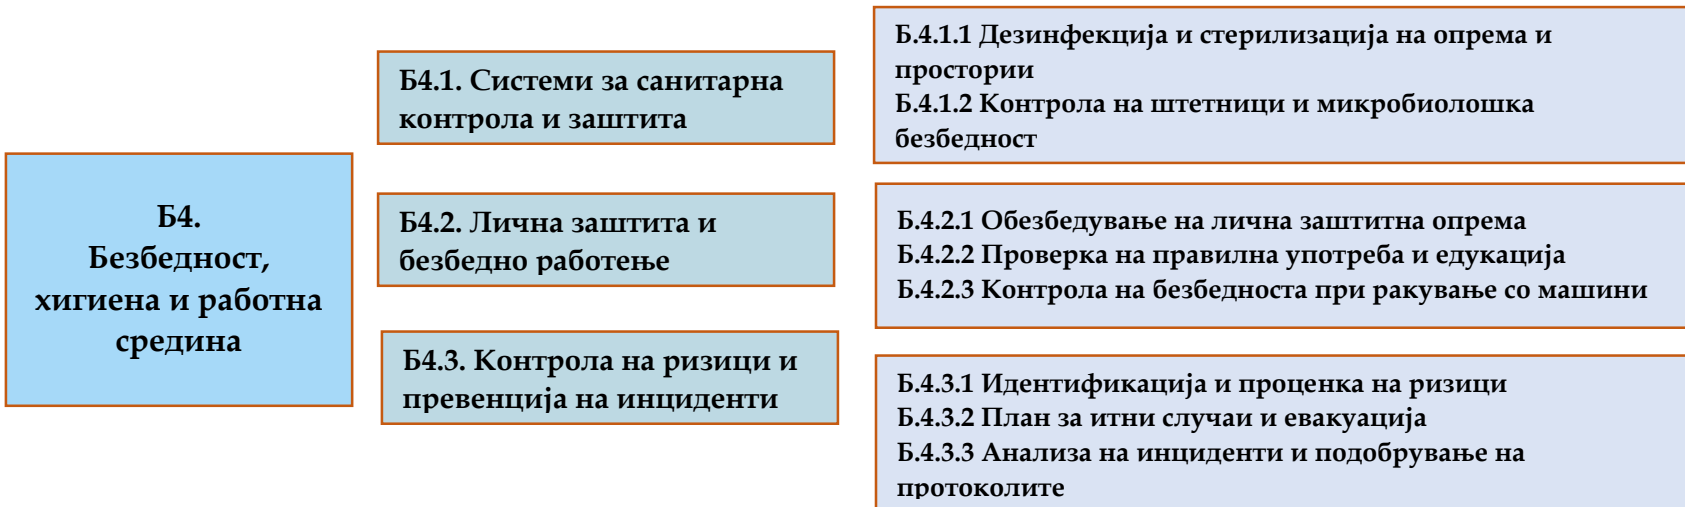 Б4.
Безбедност,
хигиена и работна
средина
Б4.1. Системи за санитарна
контрола и заштита
Б4.2. Лична заштита и
безбедно работење
Б4.3. Контрола на ризици и
превенција на инциденти
Б.4.1.1 Дезинфекција и стерилизација на опрема и
простории
Б.4.1.2 Контрола на штетници и микробиолошка
безбедност
Б.4.2.1 Обезбедување на лична заштитна опрема
Б.4.2.2 Проверка на правилна употреба и едукација
Б.4.2.3 Контрола на безбедноста при ракување со машини
Б.4.3.1 Идентификација и проценка на ризици
Б.4.3.2 План за итни случаи и евакуација
Б.4.3.3 Анализа на инциденти и подобрување на
протоколите